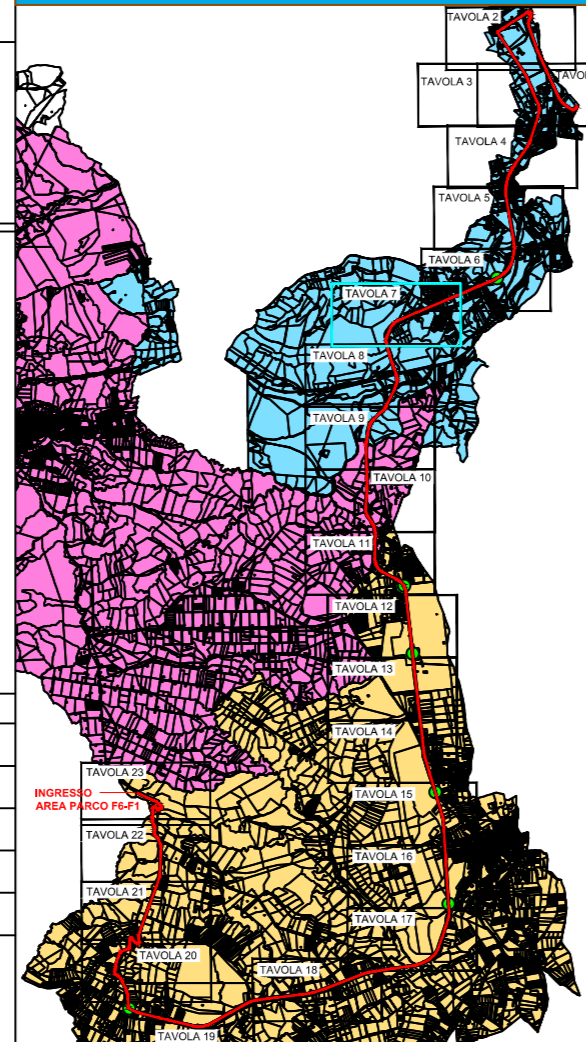 TAVOLA 2
TAVOLA 3
TAVOLA 4
TAVOLA 5
TAVOLA 6
TAVOLA 7
TAVOLA 8
TAVOLA 9
TAVOLA 10
TAVOLA 11
TAVOLA 12
TAVOLA 13
TAVOLA 14
TAVOLA 23
INGRESSO
AREA PARCO F6-F1
TAVOLA 15
TAVOLA 22
TAVOLA 16
TAVOLA 21
TAVOLA 17
TAVOLA 20
TAVOLA 18
TAVOLA 19